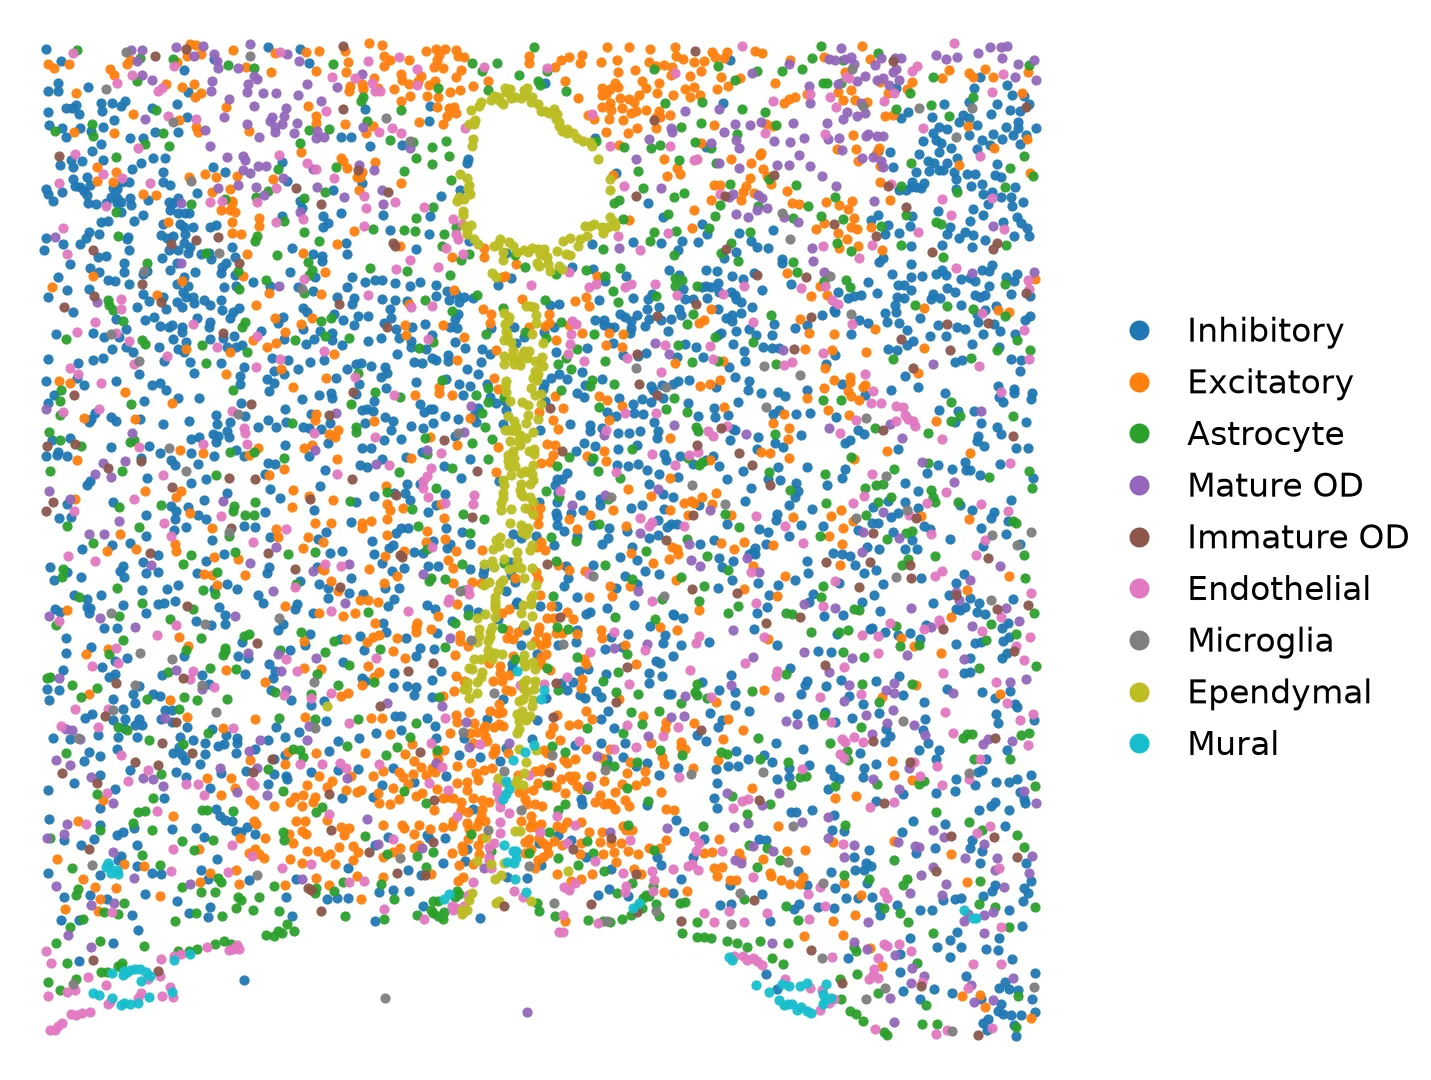 Inhibitory
Excitatory
Astrocyte
Mature OD
Immature OD
Endothelial
Microglia
Ependymal
Mural